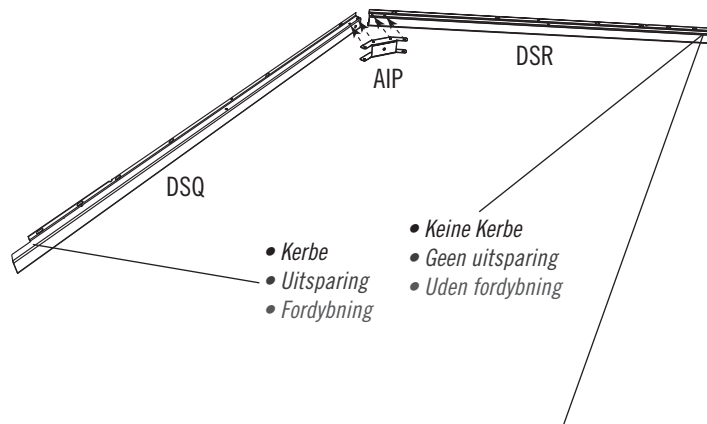 AIP
DSR
DSQ
• Kerbe
• Uitsparing
• Fordybning
• Keine Kerbe
• Geen uitsparing
• Uden fordybning